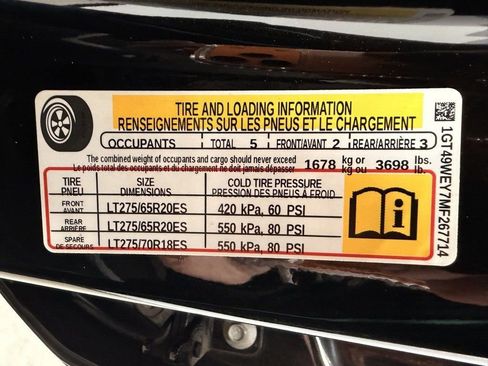 TIRE AND LOADING INFORMATION
RENSEIGNEMENTS SUR LES PNEUS ET LE CHARGEMENT
OCCUPANTS TOTAL 5 FRONT/AVANT 2 REAR/ARRIÈRE 3
The combined weight of occupants and cargo should never exceed 1678 kg or 3698 lbs.
Le poids total des occupants et du chargement ne doit jamais dépasser kg ou lb.
TIRE SIZE COLD TIRE PRESSURE
PNEU DIMENSIONS PRESSION DES PNEUS A FROID
FRONT AVANT LT275/65R20ES 420 kPa, 60 PSI
REAR ARRIERE LT275/65R20ES 550 kPa, 80 PSI
SPARE DE SECOURS LT275/70R18ES 550 kPa, 80 PSI
1GT49WEY7MF267714